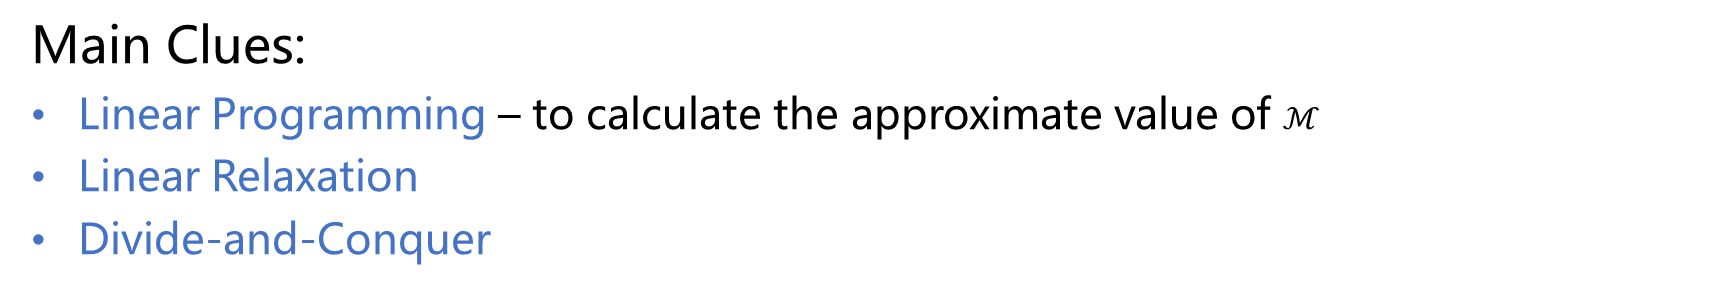 Main Clues:
• Linear Programming – to calculate the approximate value of ℳ
• Linear Relaxation
• Divide-and-Conquer